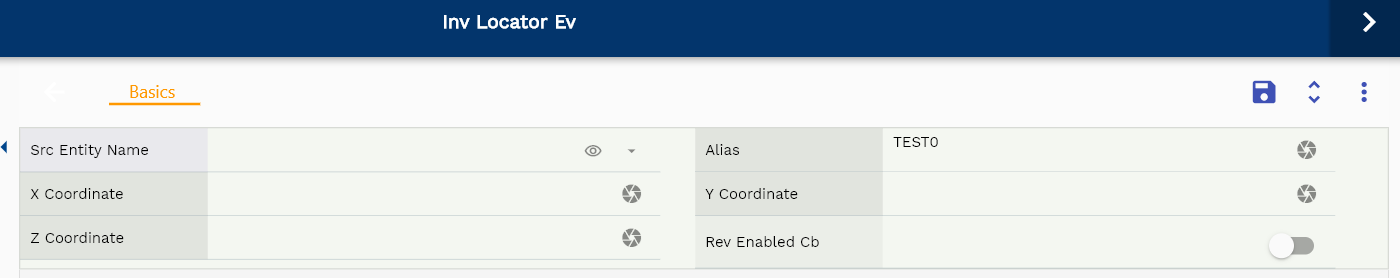 Inv Locator Ev
Basics
Src Entity Name
Alias
TEST0
X Coordinate
Y Coordinate
Z Coordinate
Rev Enabled Cb